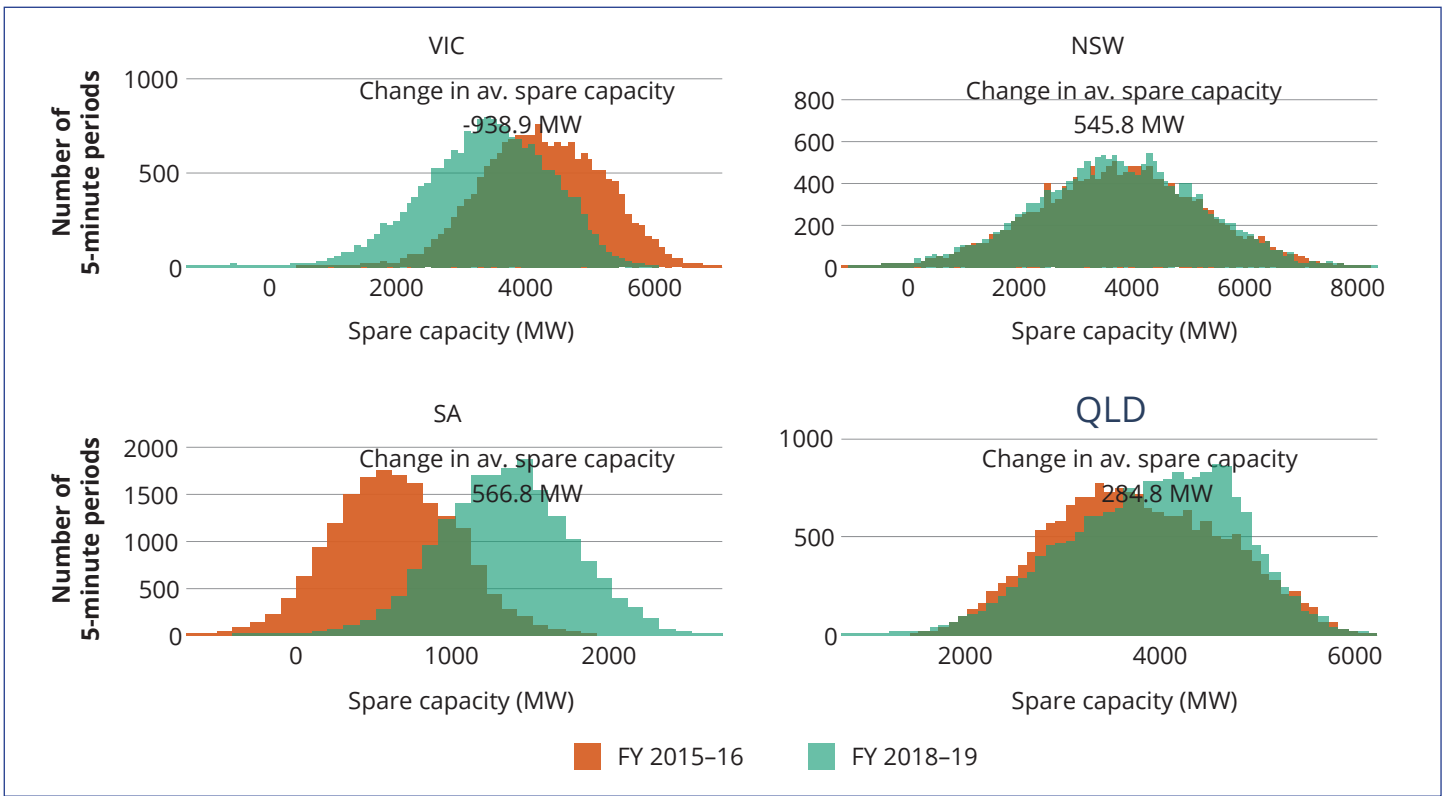 VIC
Number of
5-minute periods
1000
500
0
Change in av. spare capacity
-938.9 MW
0 2000 4000 6000
Spare capacity (MW)
NSW
800
600
400
200
0
Change in av. spare capacity
545.8 MW
0 2000 4000 6000 8000
Spare capacity (MW)
SA
Number of
5-minute periods
2000
1500
1000
500
0
Change in av. spare capacity
566.8 MW
0 1000 2000
Spare capacity (MW)
QLD
1000
500
0
Change in av. spare capacity
284.8 MW
2000 4000 6000
Spare capacity (MW)
FY 2015–16 FY 2018–19